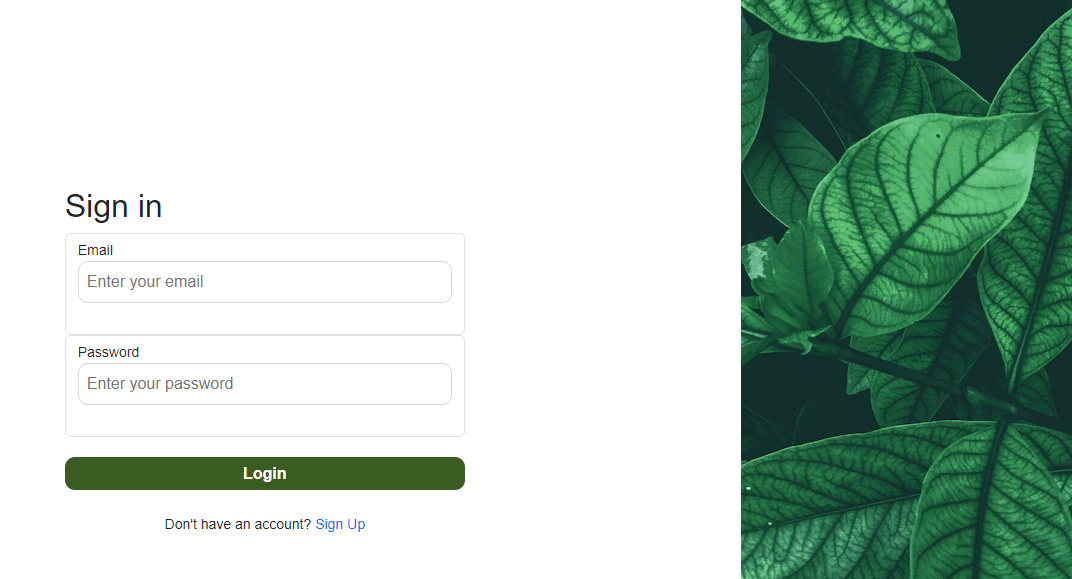 Sign in
Email
Enter your email
Password
Enter your password
Login
Don't have an account? Sign Up